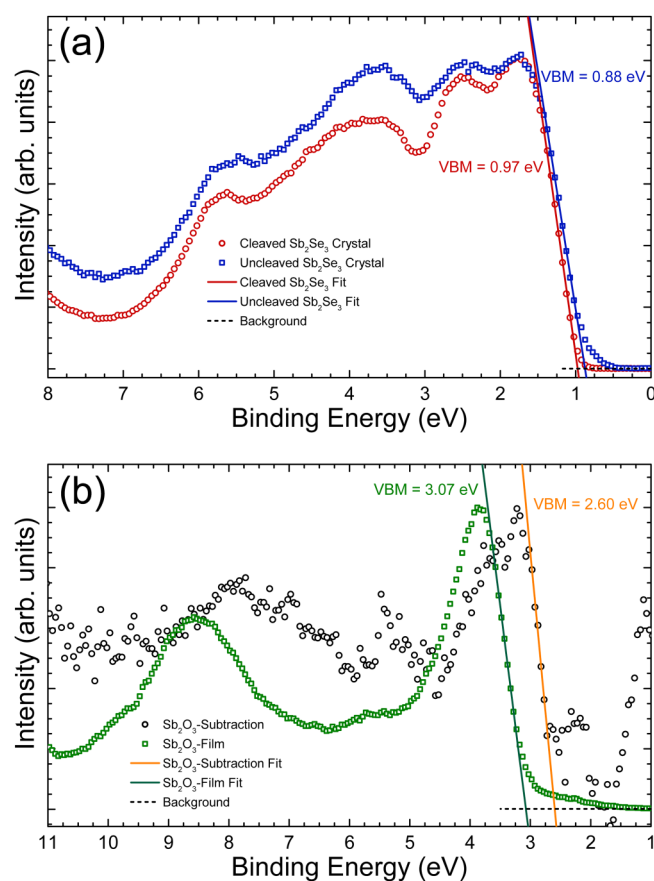 (a)
VBM = 0.88 eV
VBM = 0.97 eV
Intensity (arb. units)
Cleaved Sb₂Se₃ Crystal
Uncleaved Sb₂Se₃ Crystal
Cleaved Sb₂Se₃ Fit
Uncleaved Sb₂Se₃ Fit
Background
8 7 6 5 4 3 2 1 0
Binding Energy (eV)
(b)
VBM = 3.07 eV
VBM = 2.60 eV
Intensity (arb. units)
Sb₂O₃-Subtraction
Sb₂O₃-Film
Sb₂O₃-Subtraction Fit
Sb₂O₃-Film Fit
Background
11 10 9 8 7 6 5 4 3 2 1
Binding Energy (eV)